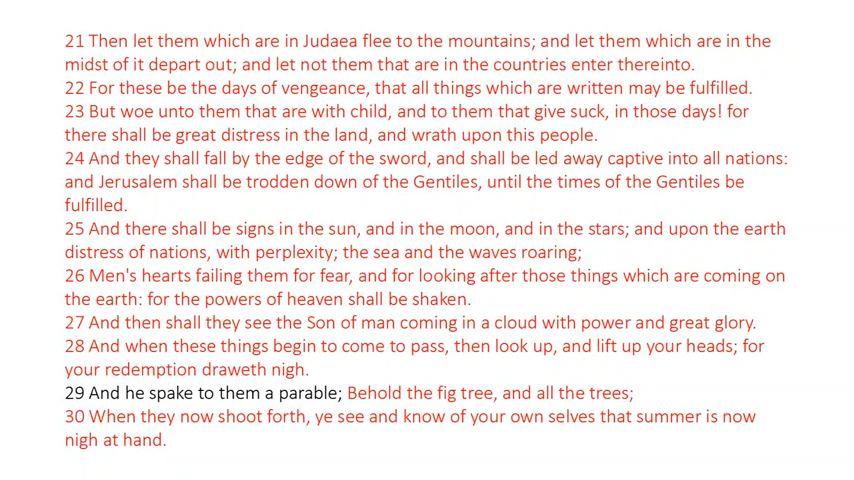 21 Then let them which are in Judaea flee to the mountains; and let them which are in the
midst of it depart out; and let not them that are in the countries enter thereinto.
22 For these be the days of vengeance, that all things which are written may be fulfilled.
23 But woe unto them that are with child, and to them that give suck, in those days! for
there shall be great distress in the land, and wrath upon this people.
24 And they shall fall by the edge of the sword, and shall be led away captive into all nations:
and Jerusalem shall be trodden down of the Gentiles, until the times of the Gentiles be
fulfilled.
25 And there shall be signs in the sun, and in the moon, and in the stars; and upon the earth
distress of nations, with perplexity; the sea and the waves roaring;
26 Men's hearts failing them for fear, and for looking after those things which are coming on
the earth: for the powers of heaven shall be shaken.
27 And then shall they see the Son of man coming in a cloud with power and great glory.
28 And when these things begin to come to pass, then look up, and lift up your heads; for
your redemption draweth nigh.
29 And he spake to them a parable; Behold the fig tree, and all the trees;
30 When they now shoot forth, ye see and know of your own selves that summer is now
nigh at hand.